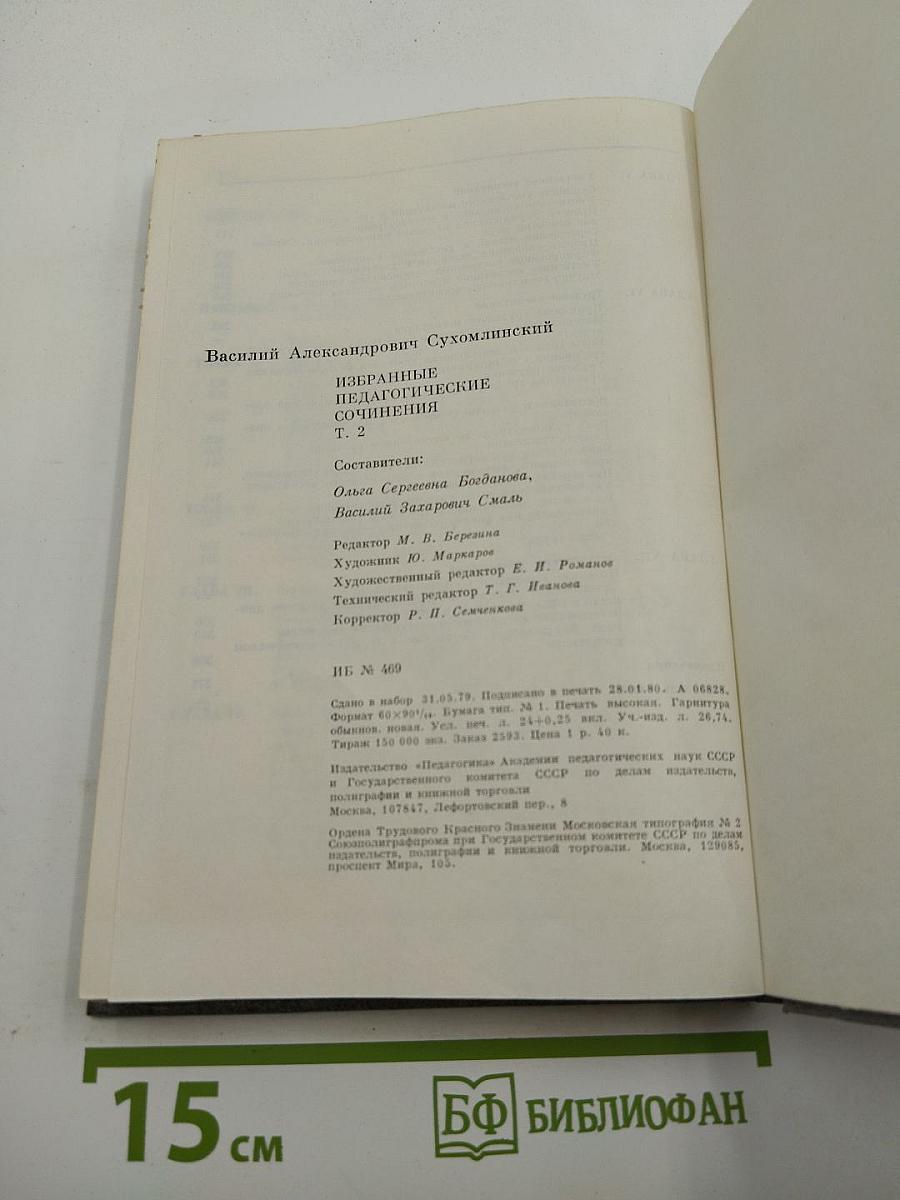 Василий Александрович Сухомлинский
ИЗБРАННЫЕ
ПЕДАГОГИЧЕСКИЕ
СОЧИНЕНИЯ
Т. 2
Составители:
Ольга Сергеевна Богданова,
Василий Захарович Смаль
Редактор М. В. Березина
Художник Ю. Маркаров
Художественный редактор Е. И. Романов
Технический редактор Т. Г. Иванова
Корректор Р. П. Семченкова
ИБ № 469
Сдано в набор 31.05.79. Подписано в печать 28.01.80. А 06828.
Формат 60×90¹/₁₆. Бумага тип. № 1. Печать высокая. Гарнитура
обыкнов. новая. Усл. печ. л. 24+0,25 вкл. Уч.-изд. л. 26,74.
Тираж 150 000 экз. Заказ 2593. Цена 1 р. 40 к.
Издательство «Педагогика» Академии педагогических наук СССР
и Государственного комитета СССР по делам издательств,
полиграфии и книжной торговли
Москва, 107847, Лефортовский пер., 8
Ордена Трудового Красного Знамени Московская типография № 2
Союзполиграфпрома при Государственном комитете СССР по делам
издательств, полиграфии и книжной торговли. Москва, 129085,
проспект Мира, 105.
15 см
БФ БИБЛИОФАН